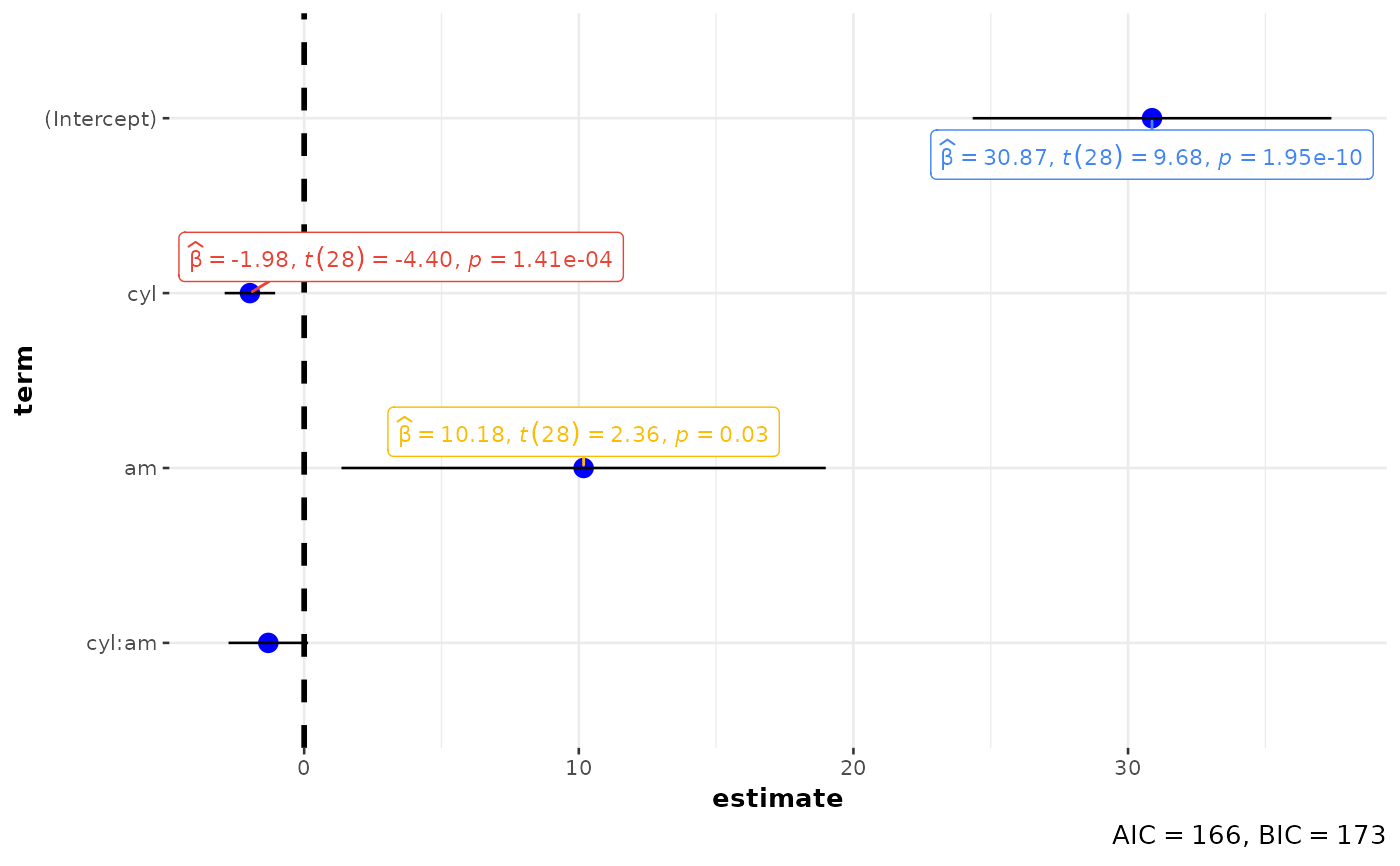 (Intercept)
β̂ = 30.87, t(28) = 9.68, p = 1.95e-10
β̂ = -1.98, t(28) = -4.40, p = 1.41e-04
cyl
term
β̂ = 10.18, t(28) = 2.36, p = 0.03
am
cyl:am
0 10 20 30
estimate
AIC = 166, BIC = 173